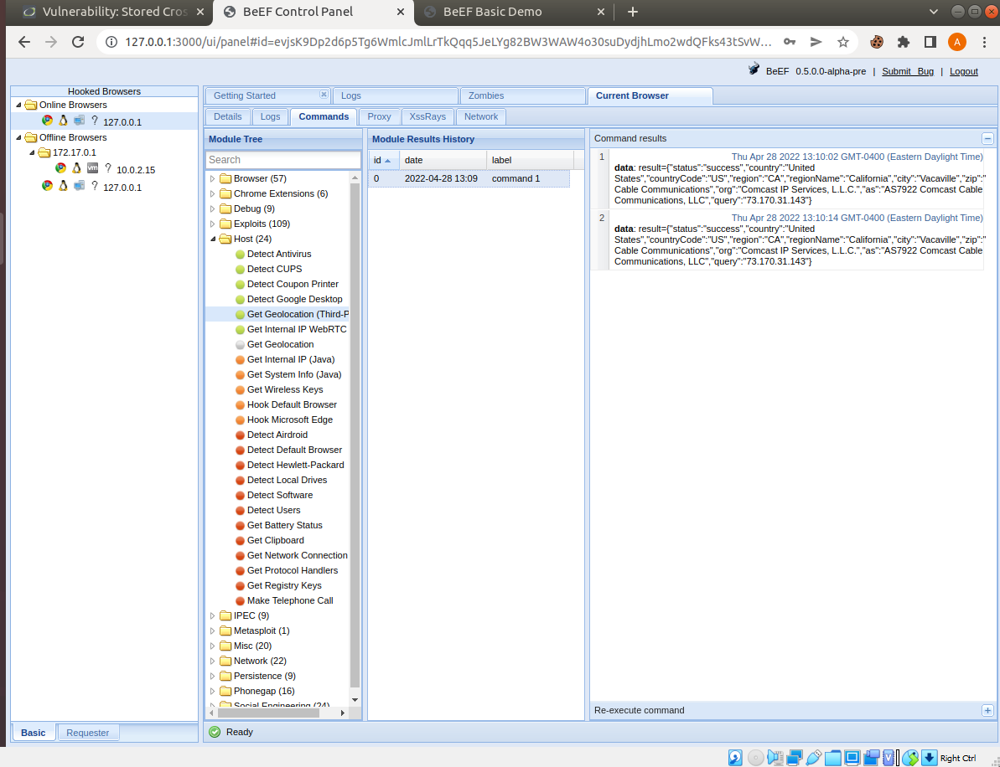 Vulnerability: Stored Cros
BeEF Control Panel
BeEF Basic Demo
127.0.0.1:3000/ui/panel#id=evjsK9Dp2d6p5Tg6WmlcJmlLrTkQqq5JeLYg82BW3WAW4o30suDydjhLmo2wdQFks43tSvW...
A
BeEF 0.5.0.0-alpha-pre | Submit Bug | Logout
Hooked Browsers
Online Browsers
? 127.0.0.1
Offline Browsers
172.17.0.1
vm ? 10.0.2.15
? 127.0.0.1
Basic
Requester
Getting Started
Logs
Zombies
Current Browser
Details
Logs
Commands
Proxy
XssRays
Network
Module Tree
Search
Browser (57)
Chrome Extensions (6)
Debug (9)
Exploits (109)
Host (24)
Detect Antivirus
Detect CUPS
Detect Coupon Printer
Detect Google Desktop
Get Geolocation (Third-P
Get Internal IP WebRTC
Get Geolocation
Get Internal IP (Java)
Get System Info (Java)
Get Wireless Keys
Hook Default Browser
Hook Microsoft Edge
Detect Airdroid
Detect Default Browser
Detect Hewlett-Packard
Detect Local Drives
Detect Software
Detect Users
Get Battery Status
Get Clipboard
Get Network Connection
Get Protocol Handlers
Get Registry Keys
Make Telephone Call
IPEC (9)
Metasploit (1)
Misc (20)
Network (22)
Persistence (9)
Phonegap (16)
Social Engineering (24)
Module Results History
id date label
0 2022-04-28 13:09 command 1
Command results
1 Thu Apr 28 2022 13:10:02 GMT-0400 (Eastern Daylight Time)
data: result={"status":"success","country":"United
States","countryCode":"US","region":"CA","regionName":"California","city":"Vacaville","zip":"
Cable Communications","org":"Comcast IP Services, L.L.C.","as":"AS7922 Comcast Cable
Communications, LLC","query":"73.170.31.143"}
2 Thu Apr 28 2022 13:10:14 GMT-0400 (Eastern Daylight Time)
data: result={"status":"success","country":"United
States","countryCode":"US","region":"CA","regionName":"California","city":"Vacaville","zip":"
Cable Communications","org":"Comcast IP Services, L.L.C.","as":"AS7922 Comcast Cable
Communications, LLC","query":"73.170.31.143"}
Re-execute command
Ready
Right Ctrl